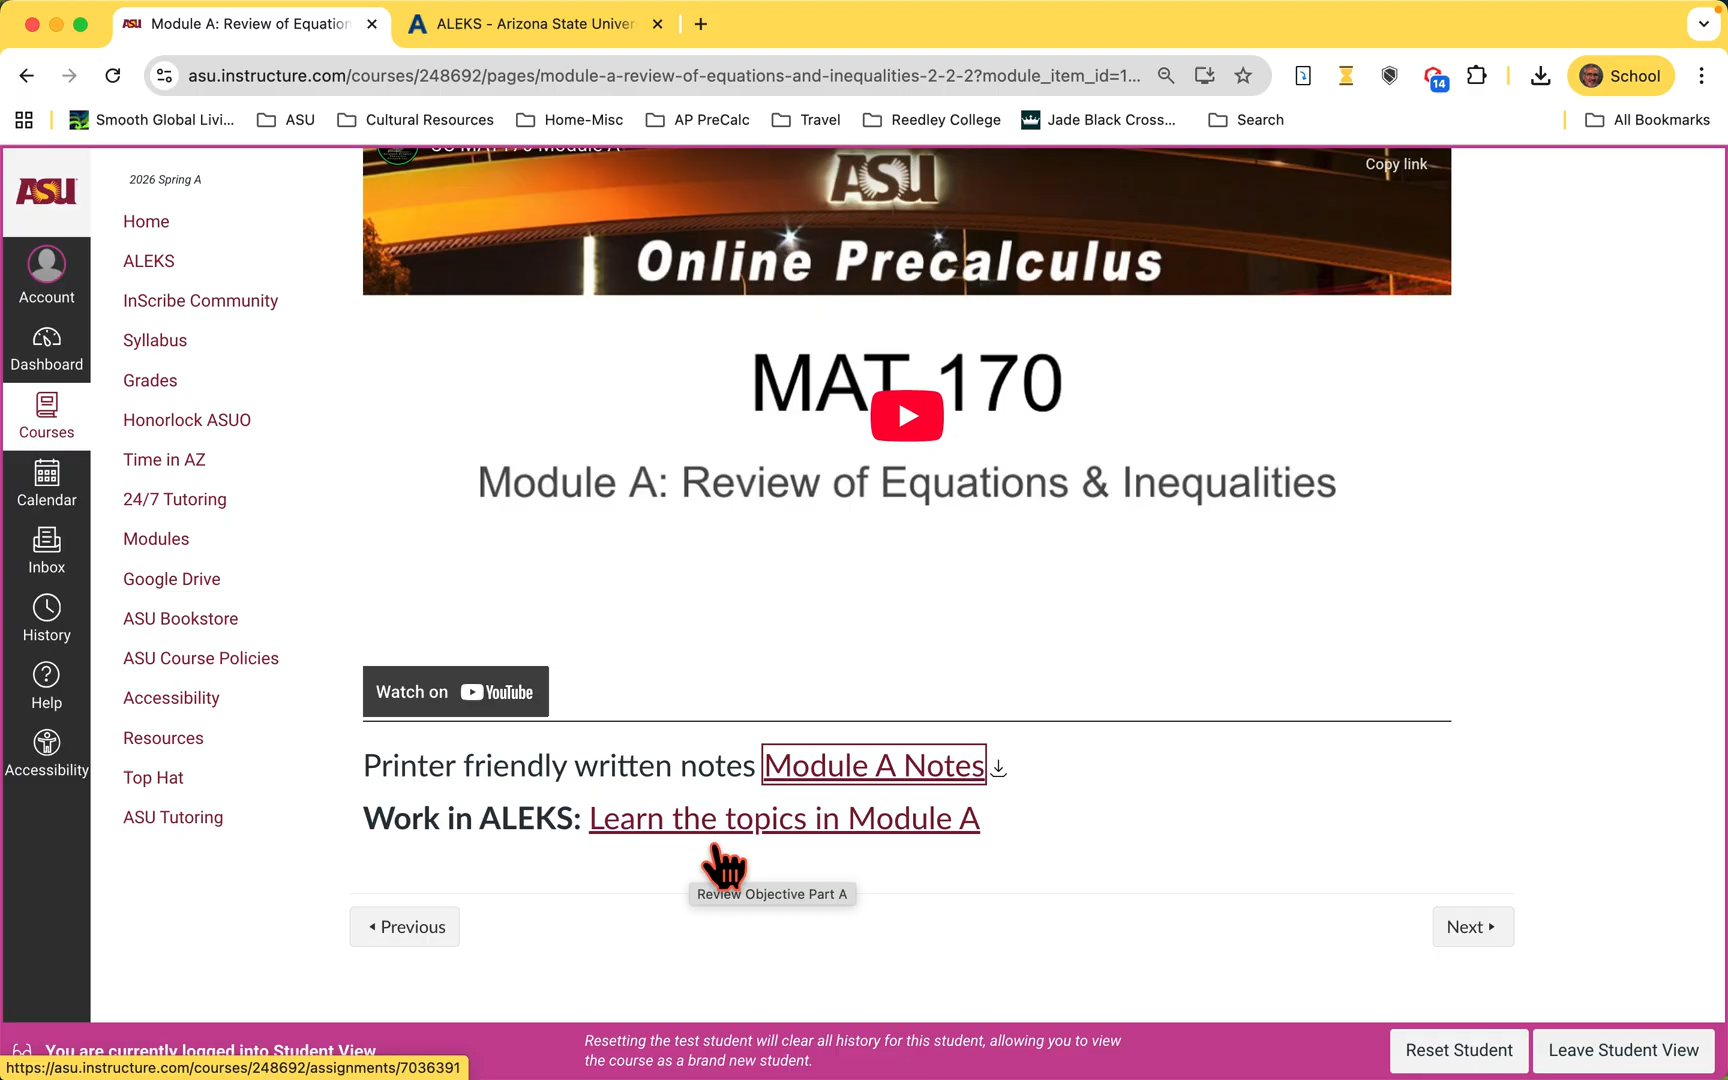 ASU Module A: Review of Equation
ALEKS - Arizona State Univer
asu.instructure.com/courses/248692/pages/module-a-review-of-equations-and-inequalities-2-2-2?module_item_id=1...
14
School
Smooth Global Livi...
ASU
Cultural Resources
Home-Misc
AP PreCalc
Travel
Reedley College
Jade Black Cross...
Search
All Bookmarks
ASU
Account
Dashboard
Courses
Calendar
Inbox
History
Help
Accessibility
2026 Spring A
Home
ALEKS
InScribe Community
Syllabus
Grades
Honorlock ASUO
Time in AZ
24/7 Tutoring
Modules
Google Drive
ASU Bookstore
ASU Course Policies
Accessibility
Resources
Top Hat
ASU Tutoring
Copy link
ASU
Online Precalculus
MAT 170
Module A: Review of Equations & Inequalities
Watch on YouTube
Printer friendly written notes Module A Notes
Work in ALEKS: Learn the topics in Module A
Review Objective Part A
Previous
Next
You are currently logged into Student View
Resetting the test student will clear all history for this student, allowing you to view
the course as a brand new student.
Reset Student
Leave Student View
https://asu.instructure.com/courses/248692/assignments/7036391